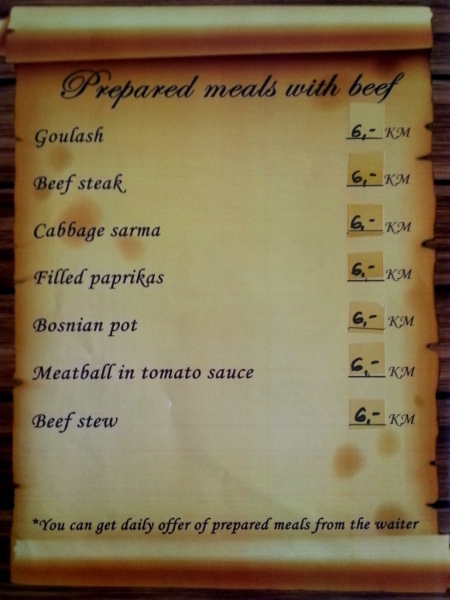 Prepared meals with beef
Goulash 6,- KM
Beef steak 6,- KM
Cabbage sarma 6,- KM
Filled paprikas 6,- KM
Bosnian pot 6,- KM
Meatball in tomato sauce 6,- KM
Beef stew 6,- KM
*You can get daily offer of prepared meals from the waiter